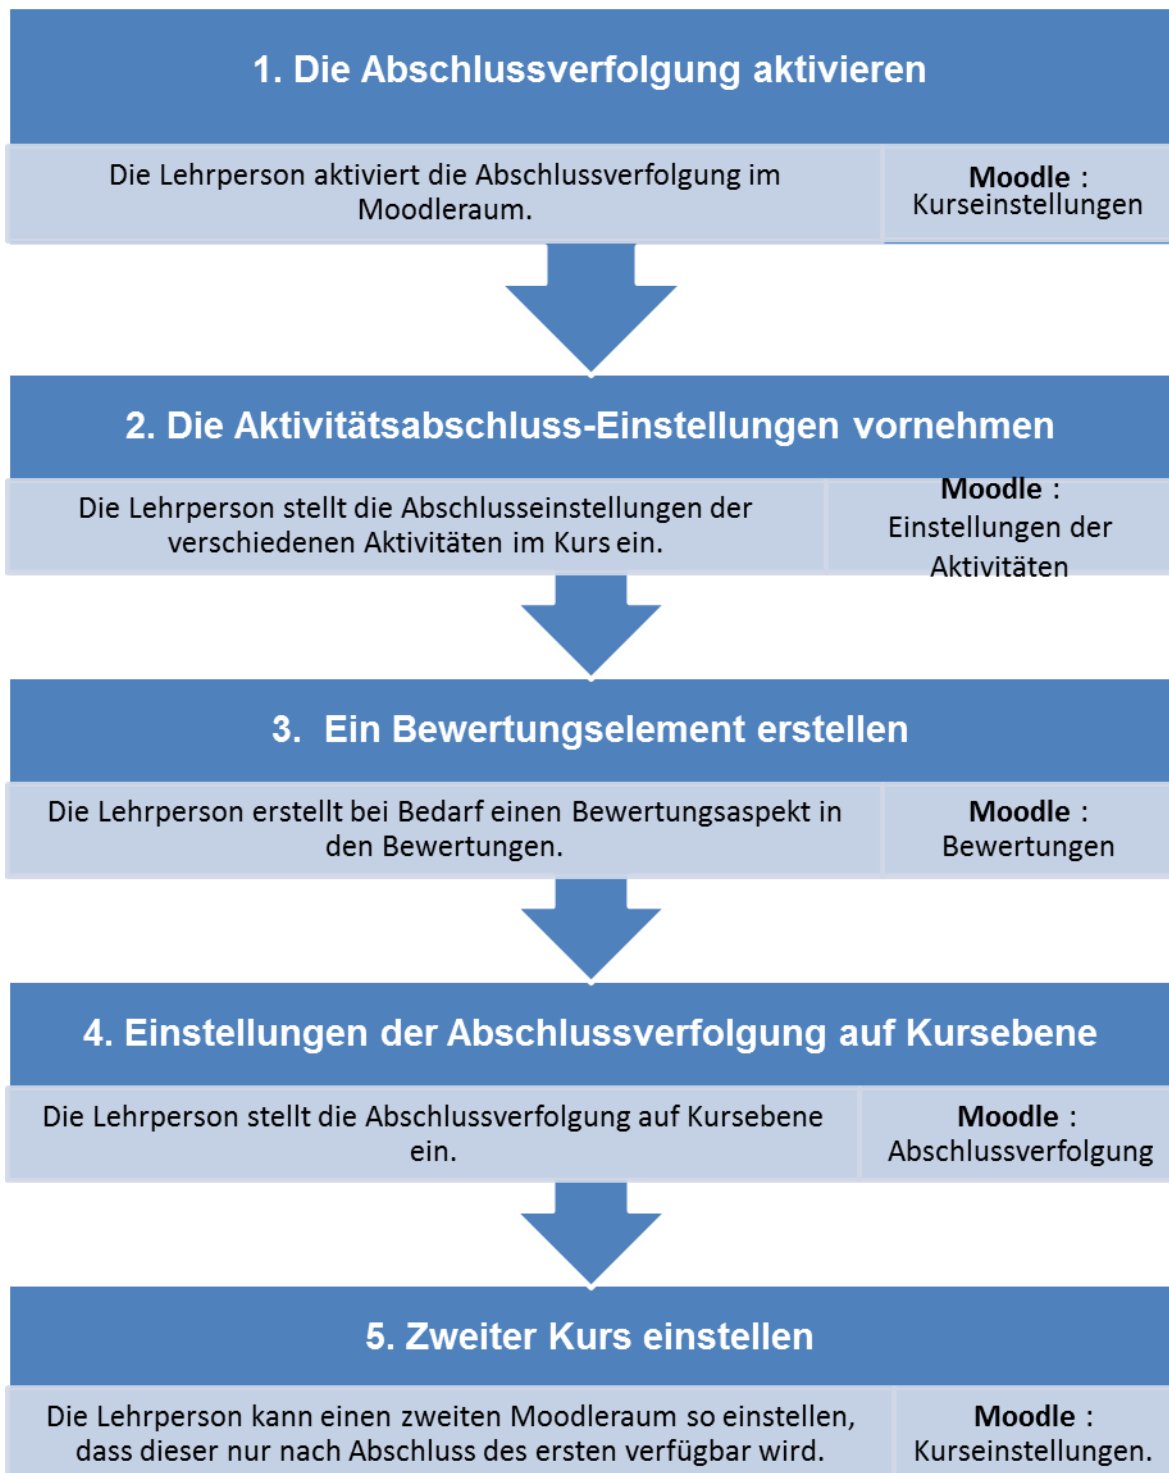 1. Die Abschlussverfolgung aktivieren
Die Lehrperson aktiviert die Abschlussverfolgung im
Moodleraum.
Moodle :
Kurseinstellungen
2. Die Aktivitätsabschluss-Einstellungen vornehmen
Die Lehrperson stellt die Abschlusseinstellungen der
verschiedenen Aktivitäten im Kurs ein.
Moodle :
Einstellungen der
Aktivitäten
3.  Ein Bewertungselement erstellen
Die Lehrperson erstellt bei Bedarf einen Bewertungsaspekt in
den Bewertungen.
Moodle :
Bewertungen
4. Einstellungen der Abschlussverfolgung auf Kursebene
Die Lehrperson stellt die Abschlussverfolgung auf Kursebene
ein.
Moodle :
Abschlussverfolgung
5. Zweiter Kurs einstellen
Die Lehrperson kann einen zweiten Moodleraum so einstellen,
dass dieser nur nach Abschluss des ersten verfügbar wird.
Moodle :
Kurseinstellungen.